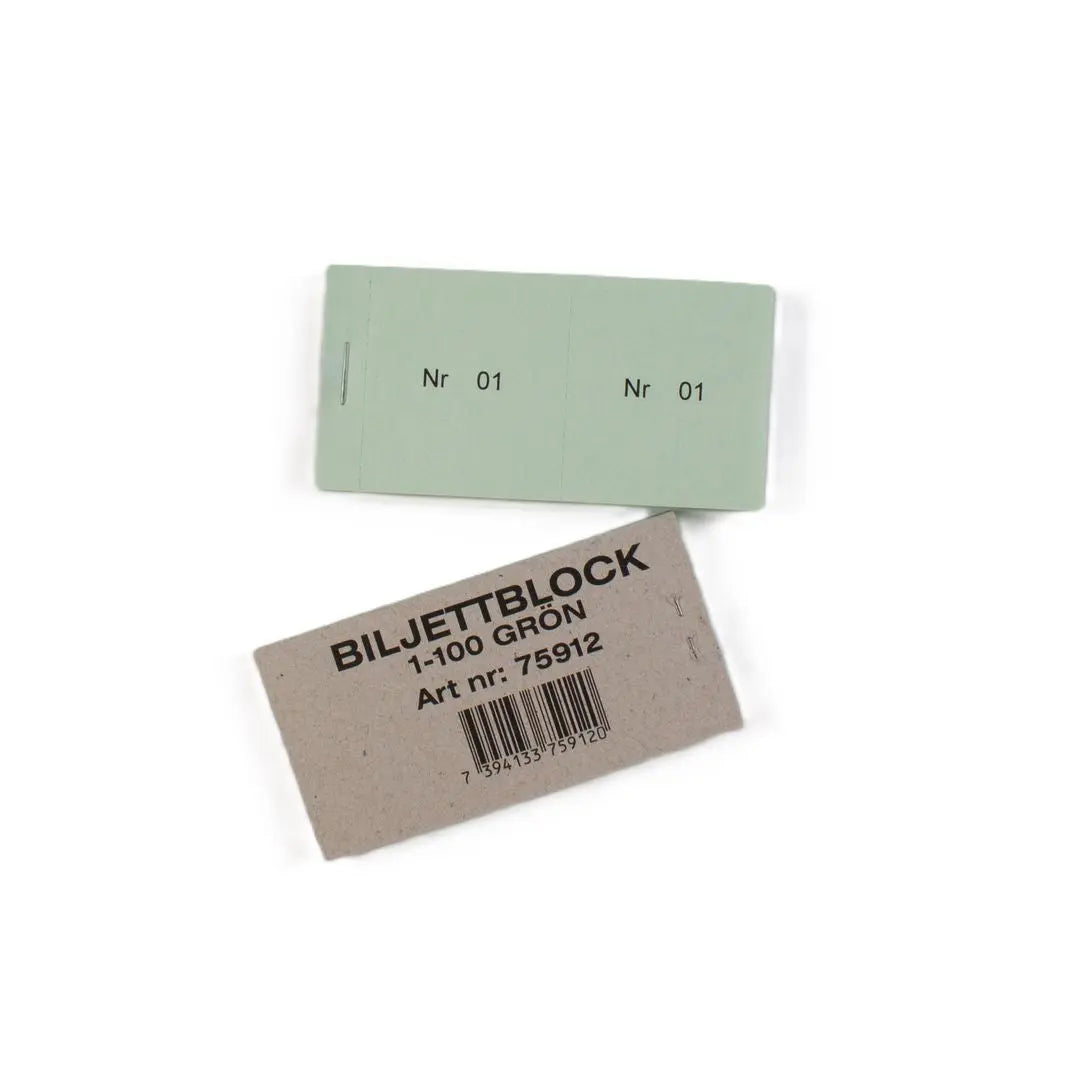 Nr 01
Nr 01
BILJETTBLOCK
1-100 GRÖN
Art nr: 75912
7 394133 759120